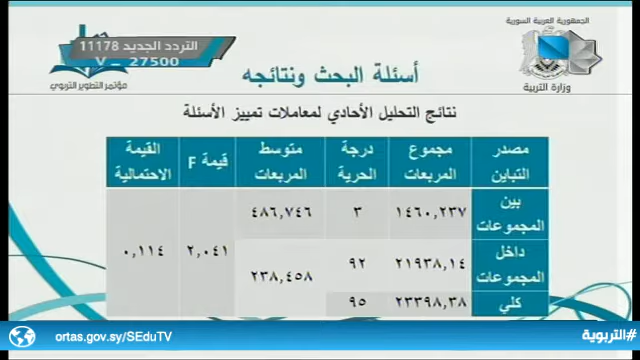 الجمهورية العربية السورية
وزارة التربية
التردد الجديد 11178
V – 27500
مؤتمر التطوير التربوي
أسئلة البحث ونتائجه
نتائج التحليل الأحادي لمعاملات تمييز الأسئلة
مصدر التباين مجموع المربعات درجة الحرية متوسط المربعات قيمة F القيمة الاحتمالية
بين المجموعات ١٤٦٠,٢٣٧ ٣ ٤٨٦,٧٤٦ ٢,٠٤١ ٠,١١٤
داخل المجموعات ٢١٩٣٨,١٤ ٩٢ ٢٣٨,٤٥٨
كلي ٢٣٣٩٨,٣٨ ٩٥
ortas.gov.sy/SEduTV
#التربوية